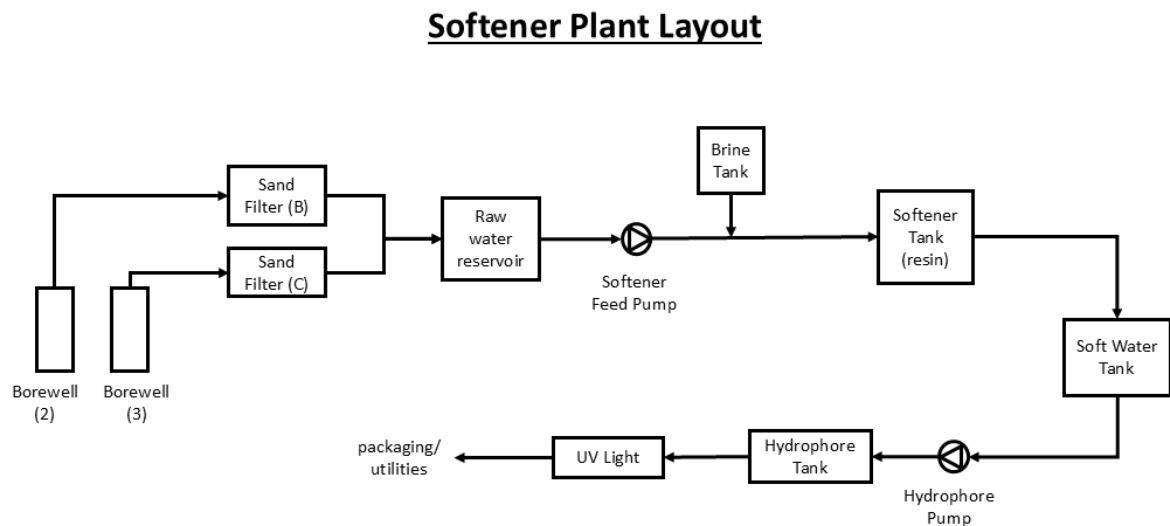 Softener Plant Layout
Brine
Tank
Sand
Filter (B)
Raw
water
reservoir
Softener
Tank
(resin)
Sand
Filter (C)
Softener
Feed Pump
Soft Water
Tank
Borewell
(2)
Borewell
(3)
packaging/
utilities
UV Light
Hydrophore
Tank
Hydrophore
Pump